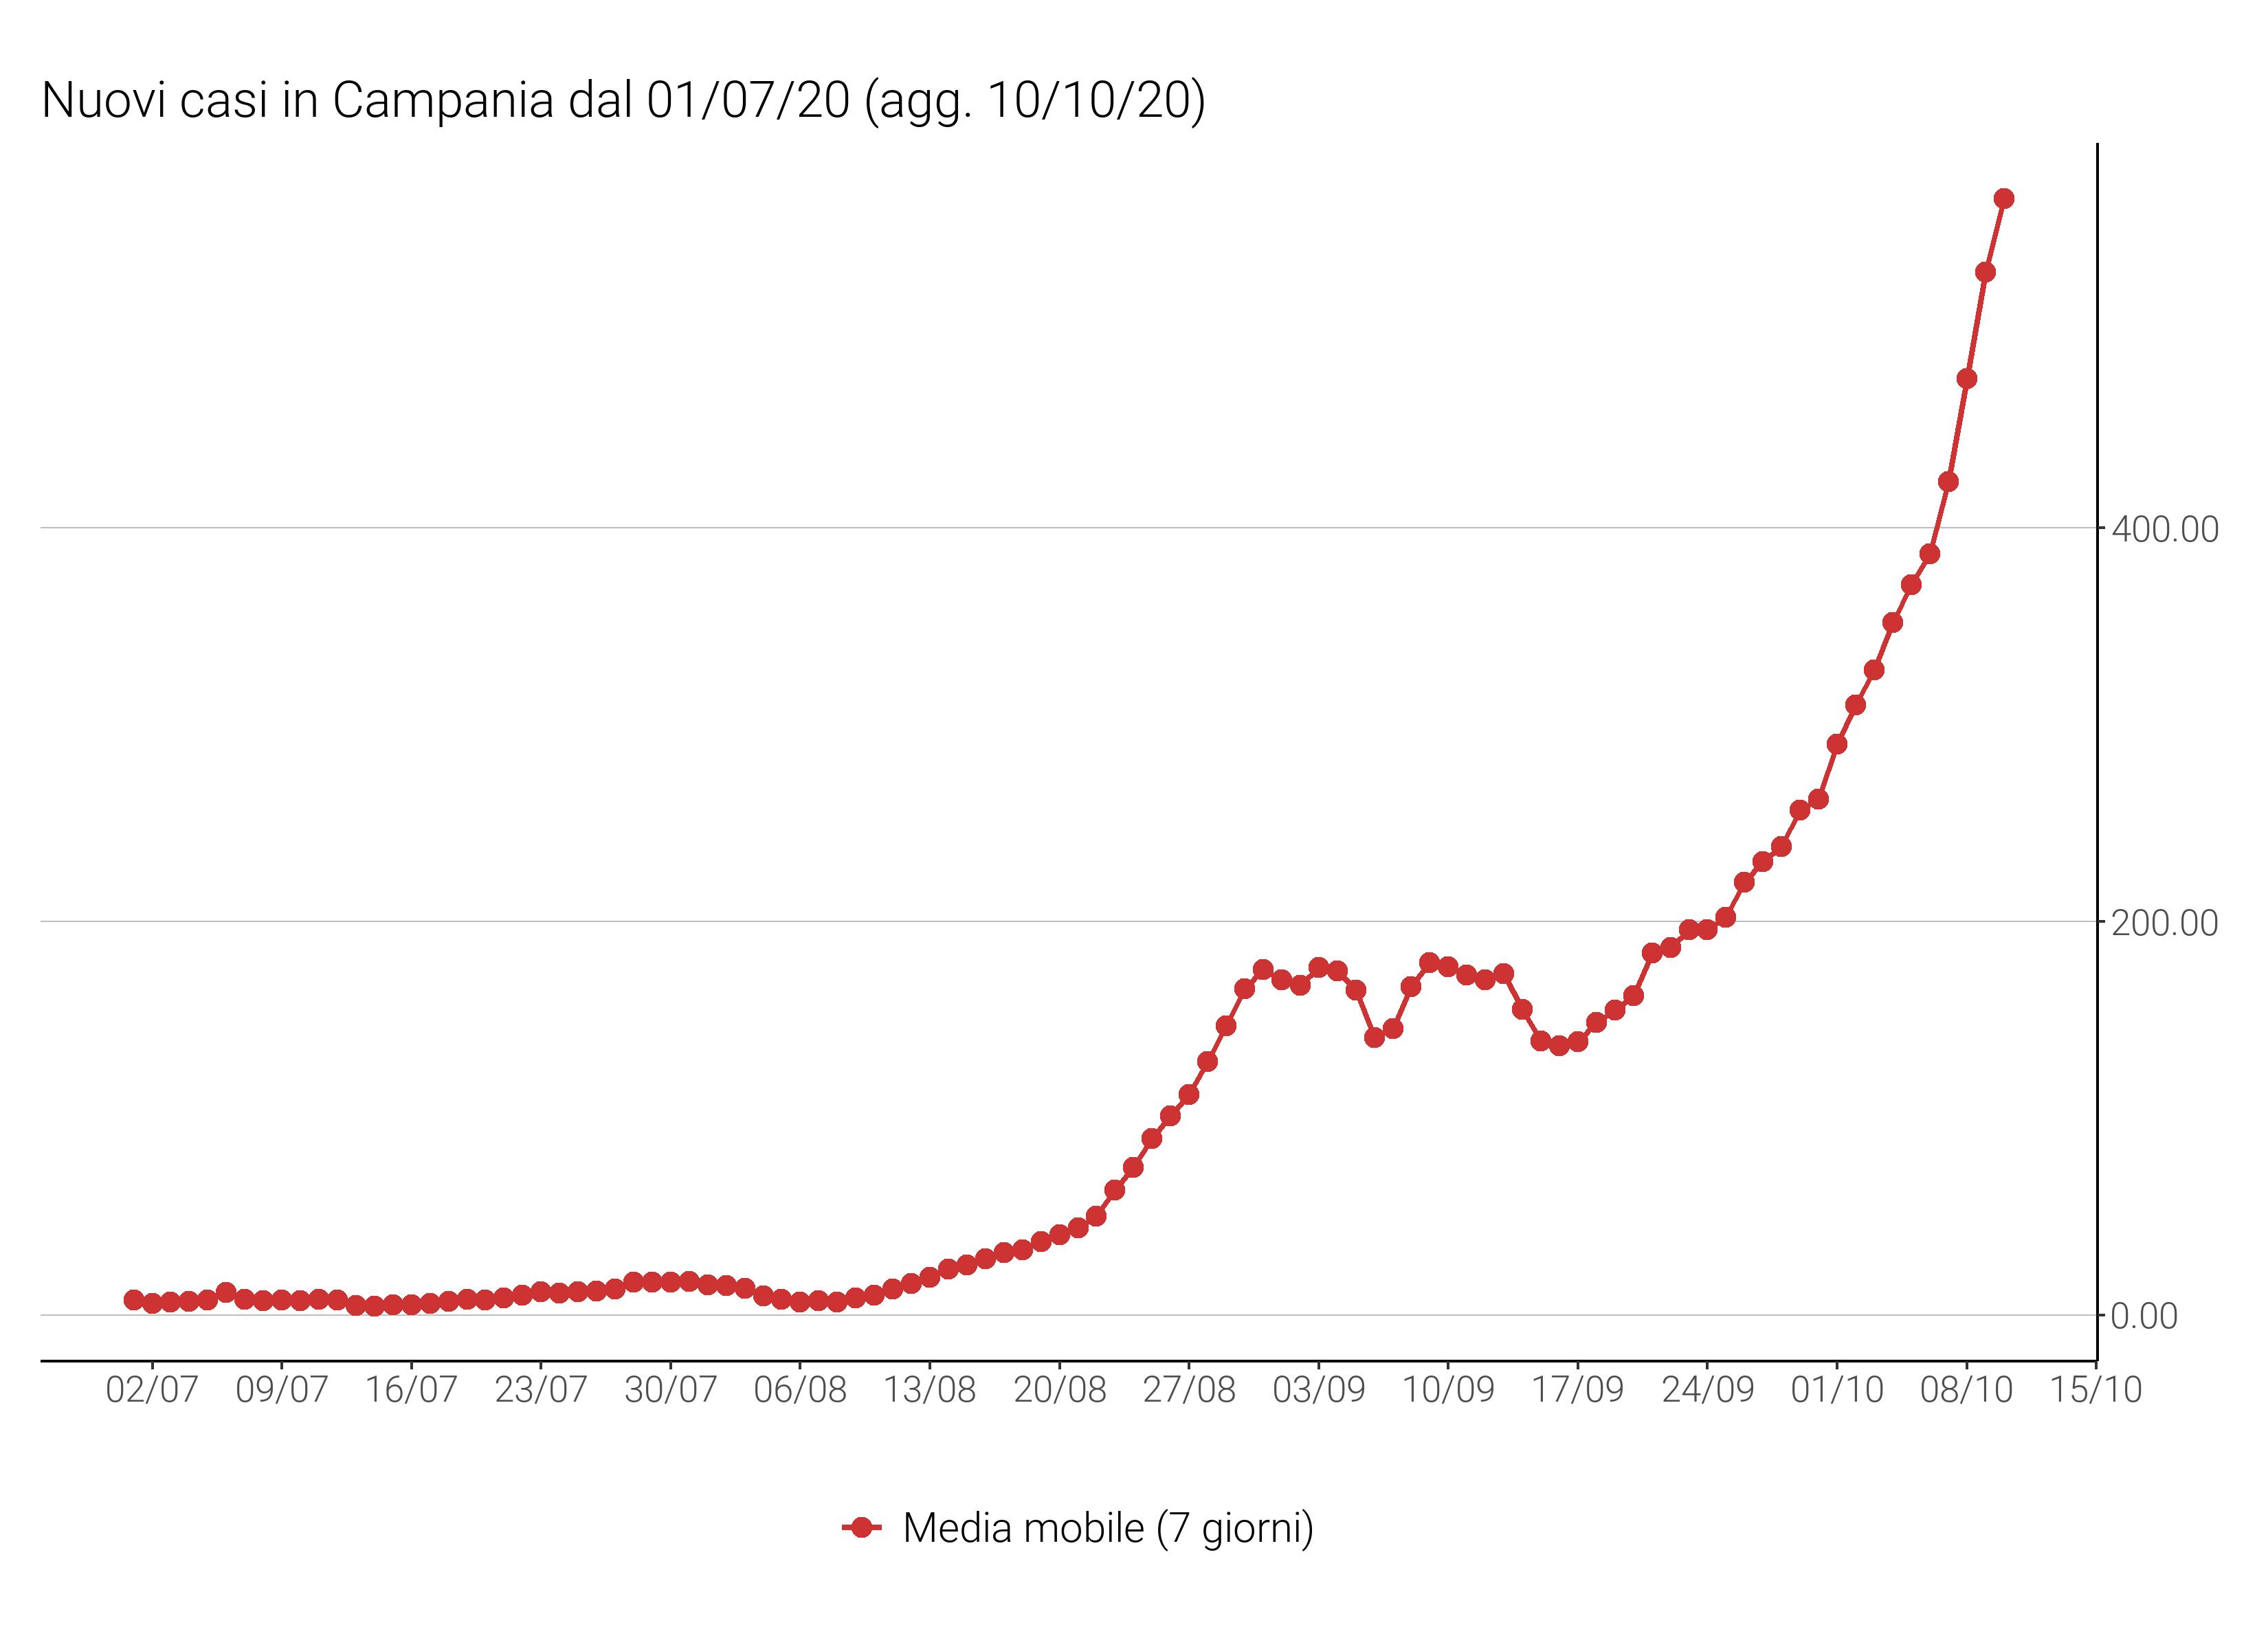 Nuovi casi in Campania dal 01/07/20 (agg. 10/10/20)
400.00
200.00
0.00
02/07 09/07 16/07 23/07 30/07 06/08 13/08 20/08 27/08 03/09 10/09 17/09 24/09 01/10 08/10 15/10
Media mobile (7 giorni)